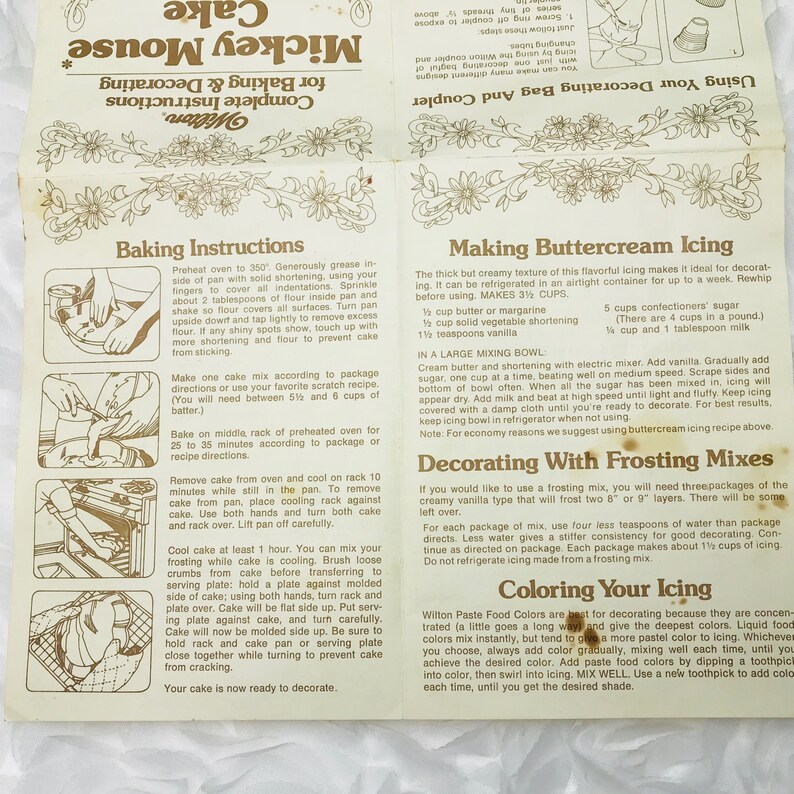 Wilton®
Complete Instructions
for Baking & Decorating
Mickey Mouse*
Cake
Using Your Decorating Bag And Coupler
You can make many different designs
with just one decorating bagful of
icing by using the Wilton coupler and
changing tubes.
Just follow these steps:
1. Screw ring off coupler to expose
series of tiny threads ½" above
coupler tip
1.
Baking Instructions
Preheat oven to 350°. Generously grease in-
side of pan with solid shortening, using your
fingers to cover all indentations. Sprinkle
about 2 tablespoons of flour inside pan and
shake so flour covers all surfaces. Turn pan
upside down and tap lightly to remove excess
flour. If any shiny spots show, touch up with
more shortening and flour to prevent cake
from sticking.
Make one cake mix according to package
directions or use your favorite scratch recipe.
(You will need between 5½ and 6 cups of
batter.)
Bake on middle rack of preheated oven for
25 to 35 minutes according to package or
recipe directions.
Remove cake from oven and cool on rack 10
minutes while still in the pan. To remove
cake from pan, place cooling rack against
cake. Use both hands and turn both cake
and rack over. Lift pan off carefully.
Cool cake at least 1 hour. You can mix your
frosting while cake is cooling. Brush loose
crumbs from cake before transferring to
serving plate: hold a plate against molded
side of cake; using both hands, turn rack and
plate over. Cake will be flat side up. Put serv-
ing plate against cake, and turn carefully.
Cake will now be molded side up. Be sure to
hold rack and cake pan or serving plate
close together while turning to prevent cake
from cracking.
Your cake is now ready to decorate.
Making Buttercream Icing
The thick but creamy texture of this flavorful icing makes it ideal for decorat-
ing. It can be refrigerated in an airtight container for up to a week. Rewhip
before using. MAKES 3½ CUPS.
½ cup butter or margarine
½ cup solid vegetable shortening
1½ teaspoons vanilla
5 cups confectioners' sugar
(There are 4 cups in a pound.)
¼ cup and 1 tablespoon milk
IN A LARGE MIXING BOWL:
Cream butter and shortening with electric mixer. Add vanilla. Gradually add
sugar, one cup at a time, beating well on medium speed. Scrape sides and
bottom of bowl often. When all the sugar has been mixed in, icing will
appear dry. Add milk and beat at high speed until light and fluffy. Keep icing
covered with a damp cloth until you're ready to decorate. For best results,
keep icing bowl in refrigerator when not using.
Note: For economy reasons we suggest using buttercream icing recipe above.
Decorating With Frosting Mixes
If you would like to use a frosting mix, you will need three packages of the
creamy vanilla type that will frost two 8" or 9" layers. There will be some
left over.
For each package of mix, use four less teaspoons of water than package
directs. Less water gives a stiffer consistency for good decorating. Con-
tinue as directed on package. Each package makes about 1½ cups of icing.
Do not refrigerate icing made from a frosting mix.
Coloring Your Icing
Wilton Paste Food Colors are best for decorating because they are concen-
trated (a little goes a long way) and give the deepest colors. Liquid food
colors mix instantly, but tend to give a more pastel color to icing. Whichever
you choose, always add color gradually, mixing well each time, until you
achieve the desired color. Add paste food colors by dipping a toothpick
into color, then swirl into icing. MIX WELL. Use a new toothpick to add color
each time, until you get the desired shade.